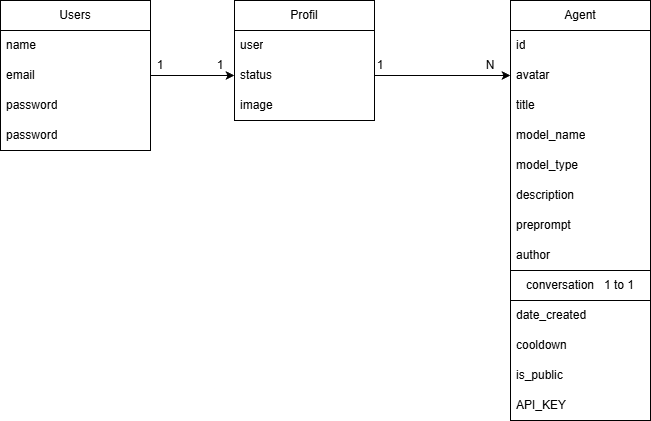 Users
name
email
password
password
1 1
Profil
user
status
image
1 N
Agent
id
avatar
title
model_name
model_type
description
preprompt
author
conversation 1 to 1
date_created
cooldown
is_public
API_KEY